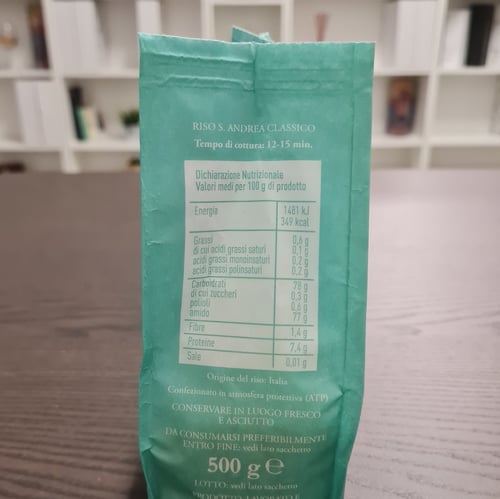 RISO S. ANDREA CLASSICO
Tempo di cottura: 12-15 min.
Dichiarazione Nutrizionale
Valori medi per 100 g di prodotto
Energia 1481 kJ
349 kcal
Grassi 0,6 g
di cui acidi grassi saturi 0,1 g
acidi grassi monoinsaturi 0,2 g
acidi grassi polinsaturi 0,2 g
Carboidrati 78 g
di cui zuccheri 0,3 g
polioli 0,6 g
amido 77 g
Fibre 1,4 g
Proteine 7,4 g
Sale 0,01 g
Origine del riso: Italia
Confezionato in atmosfera protettiva (ATP)
CONSERVARE IN LUOGO FRESCO
E ASCIUTTO
DA CONSUMARSI PREFERIBILMENTE
ENTRO FINE: vedi lato sacchetto
500 g ℮
LOTTO: vedi lato sacchetto